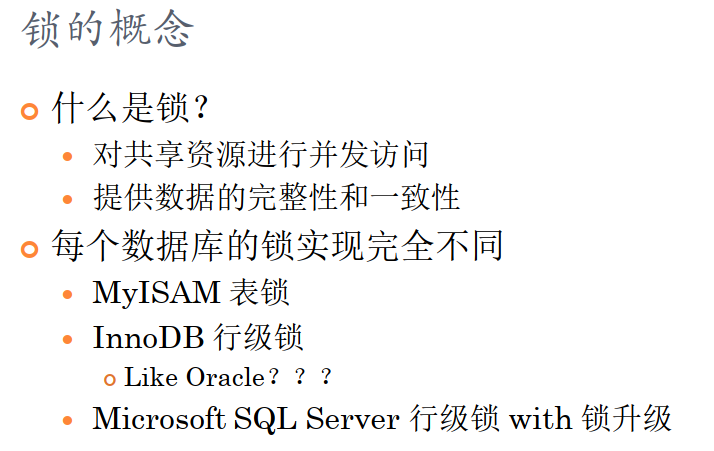 锁的概念
什么是锁？
对共享资源进行并发访问
提供数据的完整性和一致性
每个数据库的锁实现完全不同
MyISAM 表锁
InnoDB 行级锁
Like Oracle？？？
Microsoft SQL Server 行级锁 with 锁升级